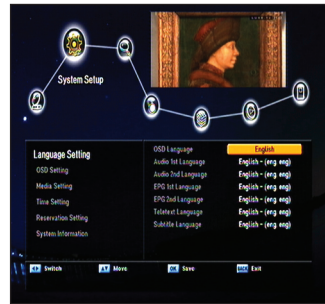 System Setup
Language Setting
OSD Setting
Media Setting
Time Setting
Reservation Setting
System Information
OSD Language English
Audio 1st Language English - (eng eng)
Audio 2nd Language English - (eng eng)
EPG 1st Language English - (eng eng)
EPG 2nd Language English - (eng eng)
Teletext Language English - (eng eng)
Subtitle Language English - (eng eng)
Switch
Move
OK Save
BACK Exit